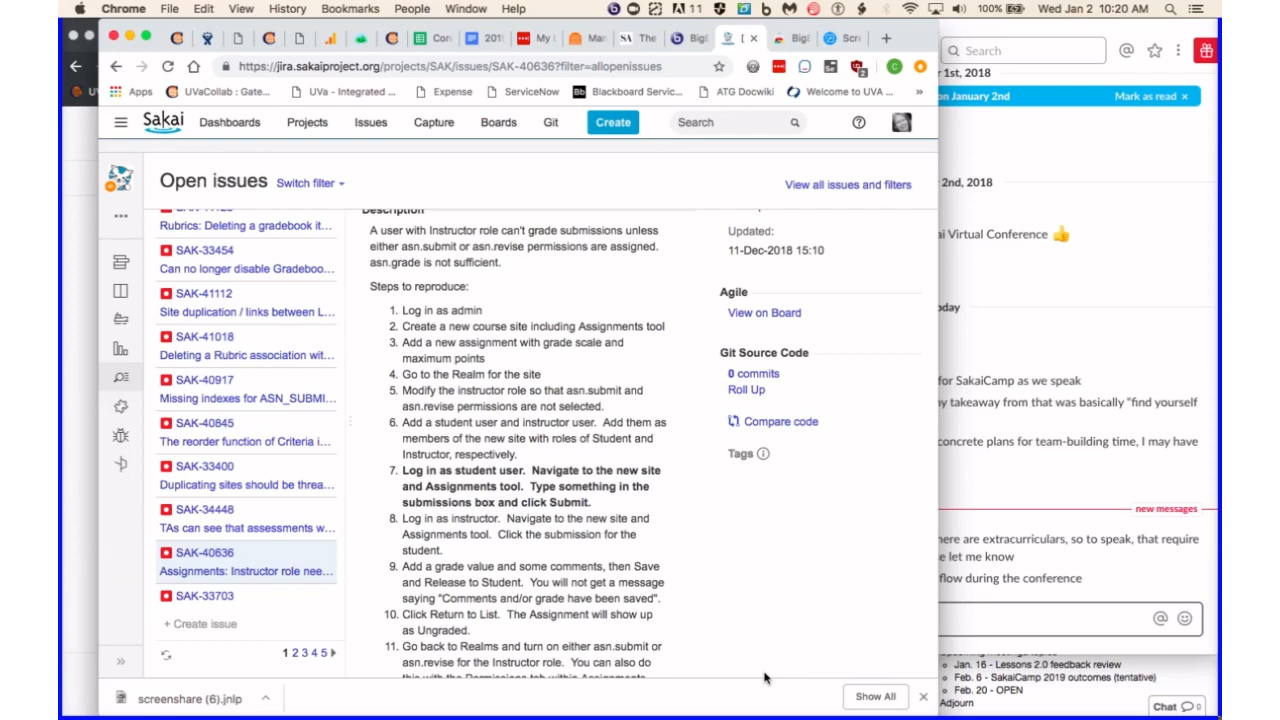 Chrome File Edit View History Bookmarks People Window Help 11 100% Wed Jan 2 10:20 AM
Cor 201 My I Mar SA The Bigl [ Bigl Scr
https://jira.sakaiproject.org/projects/SAK/issues/SAK-40636?filter=allopenissues
Apps UVaCollab : Gate... UVa - Integrated ... Expense ServiceNow Bb Blackboard Servic... ATG Docwiki Welcome to UVA ... »
Sakai Dashboards Projects Issues Capture Boards Git Create Search
Open issues Switch filter
View all issues and filters
Rubrics: Deleting a gradebook it...
SAK-33454
Can no longer disable Gradeboo...
SAK-41112
Site duplication / links between L...
SAK-41018
Deleting a Rubric association wit...
SAK-40917
Missing indexes for ASN_SUBMI...
SAK-40845
The reorder function of Criteria i...
SAK-33400
Duplicating sites should be threa...
SAK-34448
TAs can see that assessments w...
SAK-40636
Assignments: Instructor role nee...
SAK-33703
+ Create issue
1 2 3 4 5
Description
A user with Instructor role can't grade submissions unless
either asn.submit or asn.revise permissions are assigned.
asn.grade is not sufficient.
Steps to reproduce:
1. Log in as admin
2. Create a new course site including Assignments tool
3. Add a new assignment with grade scale and
maximum points
4. Go to the Realm for the site
5. Modify the instructor role so that asn.submit and
asn.revise permissions are not selected.
6. Add a student user and instructor user. Add them as
members of the new site with roles of Student and
Instructor, respectively.
7. Log in as student user. Navigate to the new site
and Assignments tool. Type something in the
submissions box and click Submit.
8. Log in as instructor. Navigate to the new site and
Assignments tool. Click the submission for the
student.
9. Add a grade value and some comments, then Save
and Release to Student. You will not get a message
saying "Comments and/or grade have been saved".
10. Click Return to List. The Assignment will show up
as Ungraded.
11. Go back to Realms and turn on either asn.submit or
asn.revise for the Instructor role. You can also do
this with the Permissions tab within Assignments
Updated:
11-Dec-2018 15:10
Agile
View on Board
Git Source Code
0 commits
Roll Up
Compare code
Tags
screenshare (6).jnlp
Show All
Search
r 1st, 2018
on January 2nd Mark as read ×
2nd, 2018
ai Virtual Conference
oday
for SakaiCamp as we speak
y takeaway from that was basically "find yourself
concrete plans for team-building time, I may have
new messages
here are extracurriculars, so to speak, that require
e let me know
flow during the conference
Jan. 16 - Lessons 2.0 feedback review
Feb. 6 - SakaiCamp 2019 outcomes (tentative)
Feb. 20 - OPEN
Adjourn
Chat 0